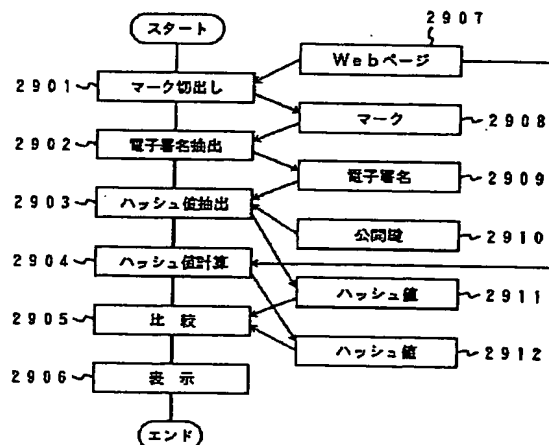 2907
スタート
Webページ
2901
マーク切出し
マーク
2908
2902
電子署名抽出
電子署名
2909
2903
ハッシュ値抽出
公開鍵
2910
2904
ハッシュ値計算
ハッシュ値
2911
2905
比較
ハッシュ値
2912
2906
表示
エンド